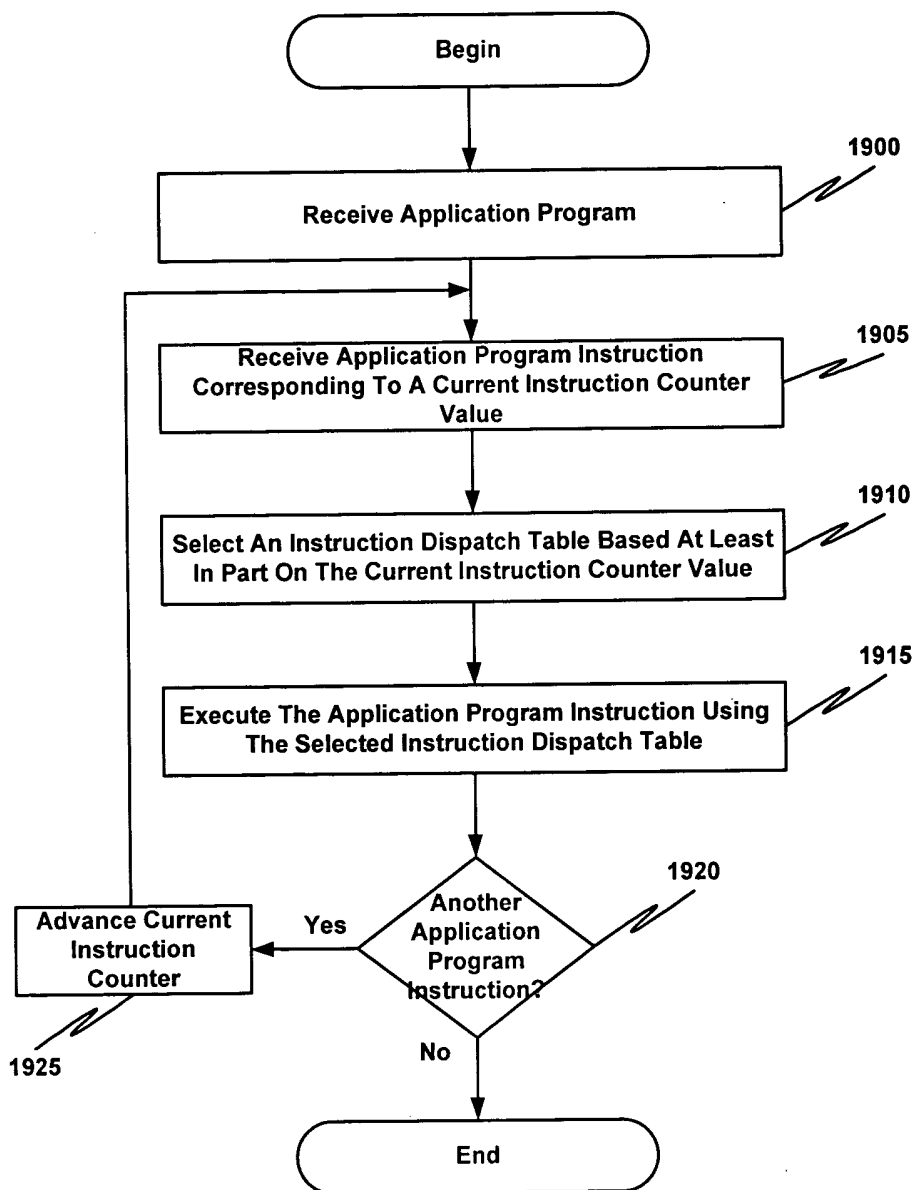 Begin
1900
Receive Application Program
1905
Receive Application Program Instruction
Corresponding To A Current Instruction Counter
Value
1910
Select An Instruction Dispatch Table Based At Least
In Part On The Current Instruction Counter Value
1915
Execute The Application Program Instruction Using
The Selected Instruction Dispatch Table
1920
Another
Application
Program
Instruction?
Yes
Advance Current
Instruction
Counter
1925
No
End